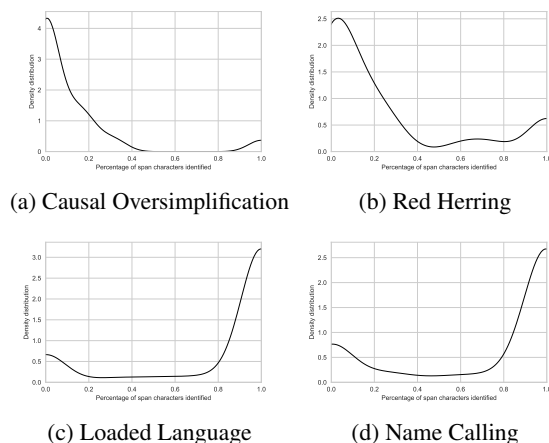 Density distribution
4
3
2
1
0
0.0 0.2 0.4 0.6 0.8 1.0
Percentage of span characters identified
(a) Causal Oversimplification
Density distribution
2.5
2.0
1.5
1.0
0.5
0.0
0.0 0.2 0.4 0.6 0.8 1.0
Percentage of span characters identified
(b) Red Herring
Density distribution
3.0
2.5
2.0
1.5
1.0
0.5
0.0
0.0 0.2 0.4 0.6 0.8 1.0
Percentage of span characters identified
(c) Loaded Language
Density distribution
2.5
2.0
1.5
1.0
0.5
0.0
0.0 0.2 0.4 0.6 0.8 1.0
Percentage of span characters identified
(d) Name Calling